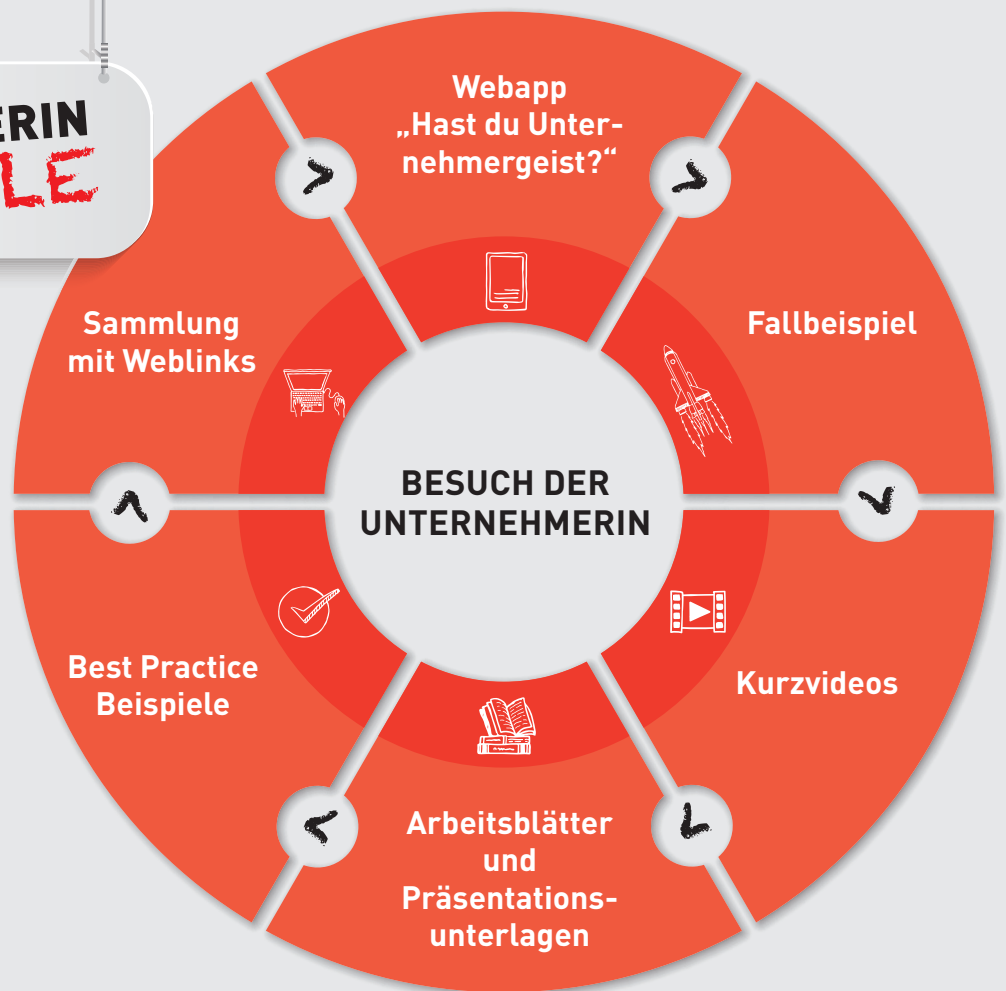 ERIN
LE
Webapp
„Hast du Unter-
nehmergeist?“
Fallbeispiel
Kurzvideos
Arbeitsblätter
und
Präsentations-
unterlagen
Best Practice
Beispiele
Sammlung
mit Weblinks
BESUCH DER
UNTERNEHMERIN